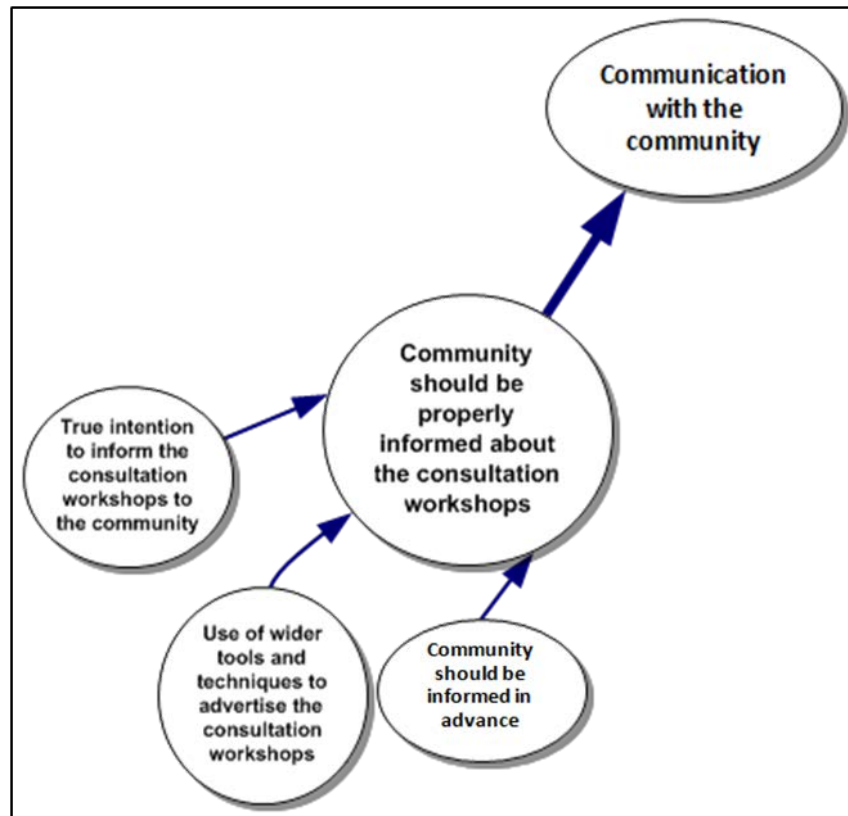 Communication
with the
community
Community
should be
properly
informed about
the consultation
workshops
True intention
to inform the
consultation
workshops to
the community
Use of wider
tools and
techniques to
advertise the
consultation
workshops
Community
should be
informed in
advance